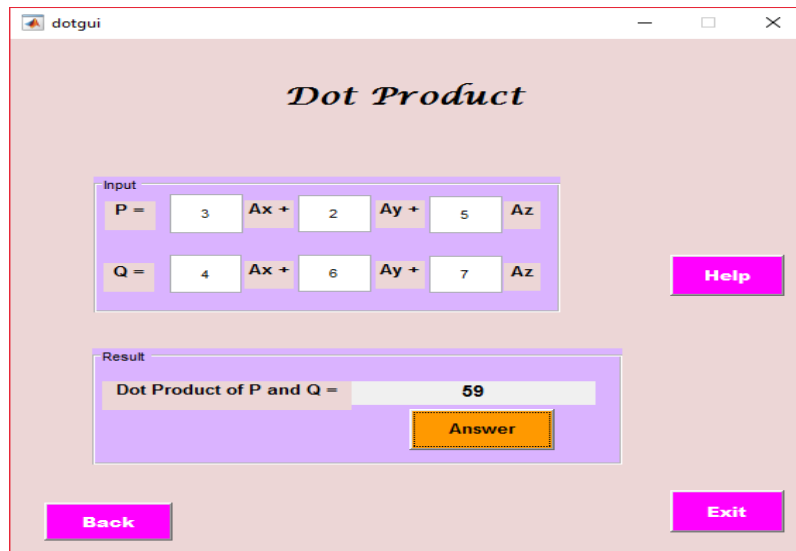 dotgui
Dot Product
Input
P = 3 Ax + 2 Ay + 5 Az
Q = 4 Ax + 6 Ay + 7 Az
Help
Result
Dot Product of P and Q = 59
Answer
Back
Exit